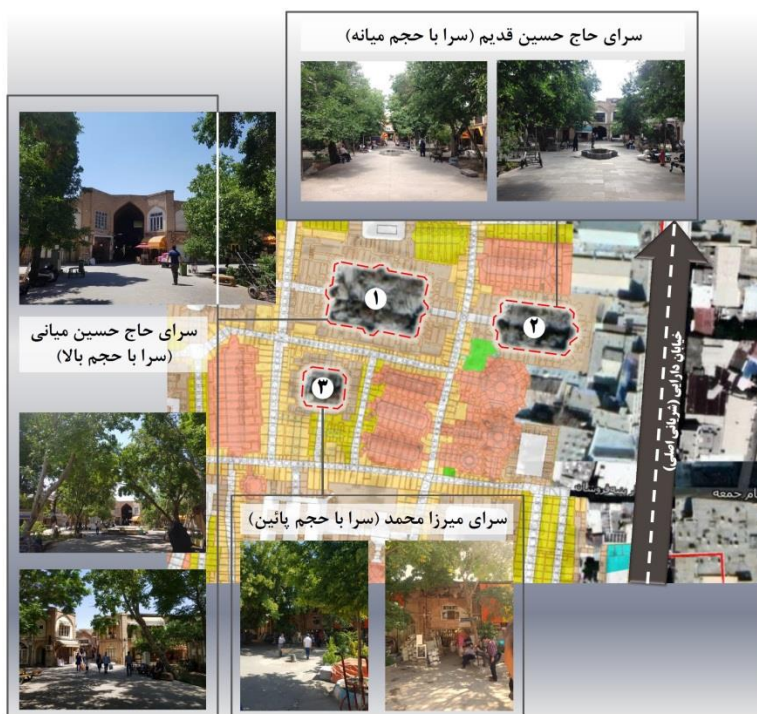 سرای حاج حسین قدیم (سرا با حجم میانه)
سرای حاج حسین میانی
(سرا با حجم بالا)
۱
۲
۳
خیابان دارایی (شریانی اصلی)
سرای میرزا محمد (سرا با حجم پائین)